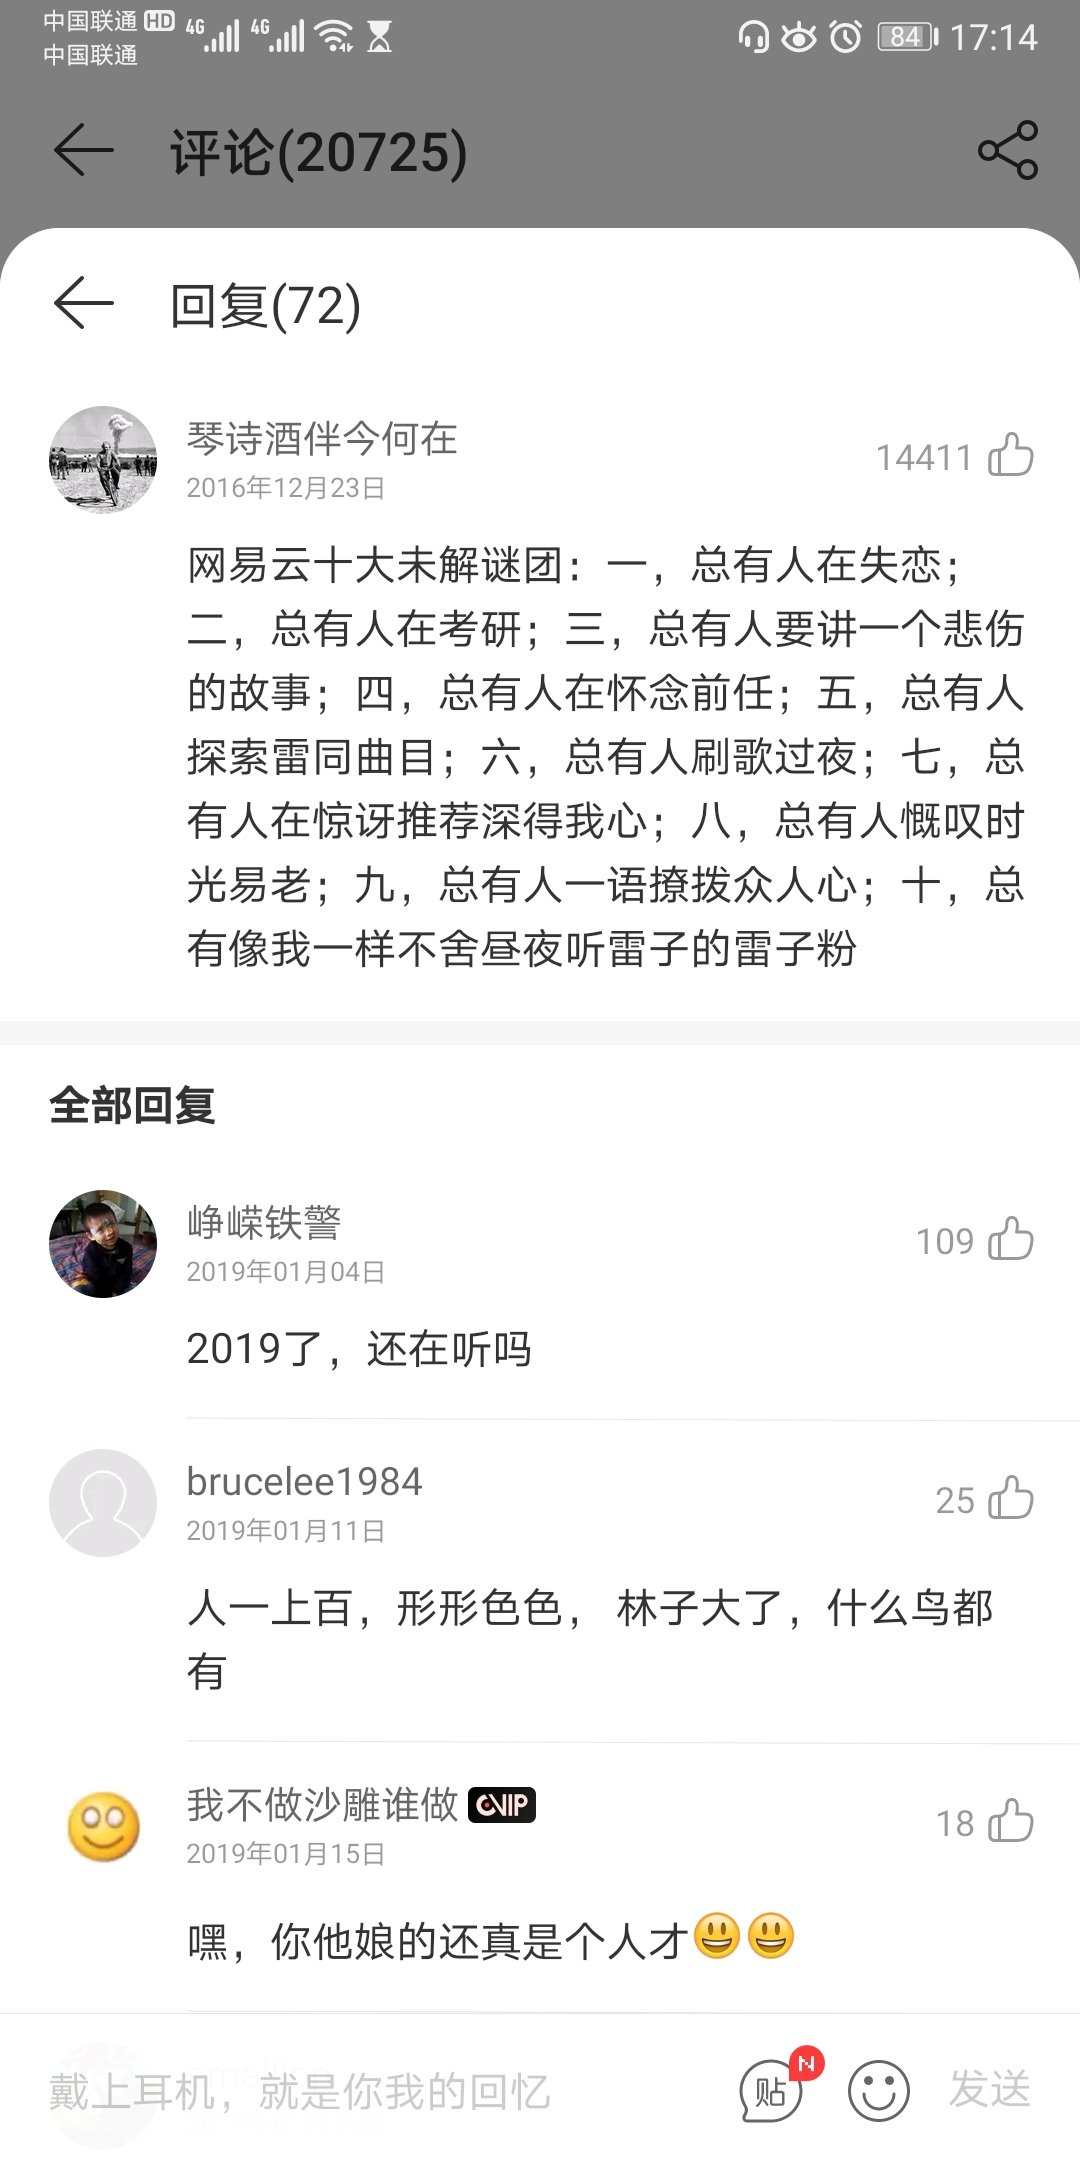 中国联通 HD 4G 4G 84 17:14
中国联通
评论(20725)
回复(72)
琴诗酒伴今何在
14411
2016年12月23日
网易云十大未解谜团：一，总有人在失恋；
二，总有人在考研；三，总有人要讲一个悲伤
的故事；四，总有人在怀念前任；五，总有人
探索雷同曲目；六，总有人刷歌过夜；七，总
有人在惊讶推荐深得我心；八，总有人慨叹时
光易老；九，总有人一语撩拨众人心；十，总
有像我一样不舍昼夜听雷子的雷子粉
全部回复
峥嵘铁警
109
2019年01月04日
2019了，还在听吗
brucelee1984
25
2019年01月11日
人一上百，形形色色， 林子大了，什么鸟都
有
我不做沙雕谁做 VIP
18
2019年01月15日
嘿，你他娘的还真是个人才😃😃
戴上耳机，就是你我的回忆
贴 N 发送